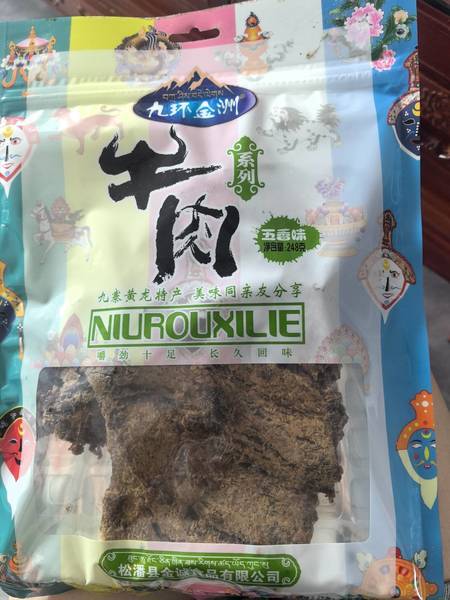 九环金洲
牛肉
系列
五香味
净含量:248克
九寨黄龙特产 美味同亲友分享
NIUROUXILIE
嚼劲十足 长久回味
松潘县金 食品有限公司